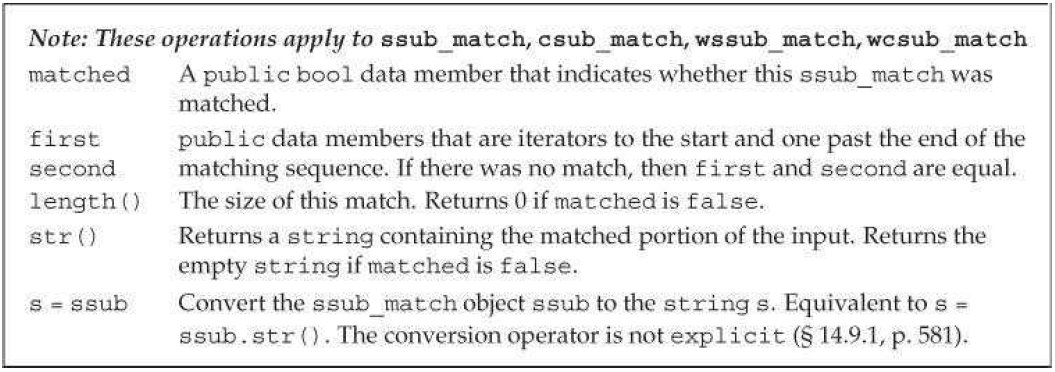 Note: These operations apply to ssub_match, csub_match, wssub_match, wcsub_match
matched A public bool data member that indicates whether this ssub_match was
matched.
first public data members that are iterators to the start and one past the end of the
second matching sequence. If there was no match, then first and second are equal.
length() The size of this match. Returns 0 if matched is false.
str() Returns a string containing the matched portion of the input. Returns the
empty string if matched is false.
s = ssub Convert the ssub_match object ssub to the string s. Equivalent to s =
ssub.str(). The conversion operator is not explicit (§ 14.9.1, p. 581).